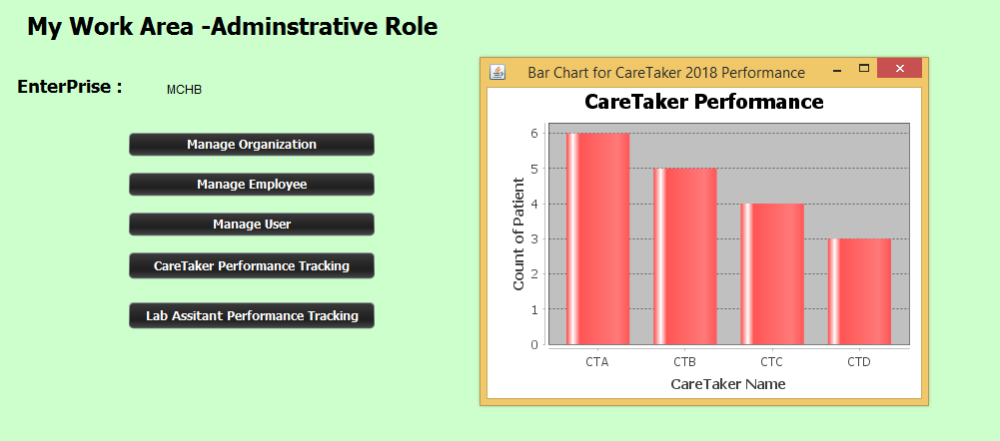 My Work Area -Adminstrative Role
EnterPrise :
MCHB
Manage Organization
Manage Employee
Manage User
CareTaker Performance Tracking
Lab Assitant Performance Tracking
Bar Chart for CareTaker 2018 Performance
CareTaker Performance
Count of Patient
6
5
4
3
2
1
0
CTA CTB CTC CTD
CareTaker Name